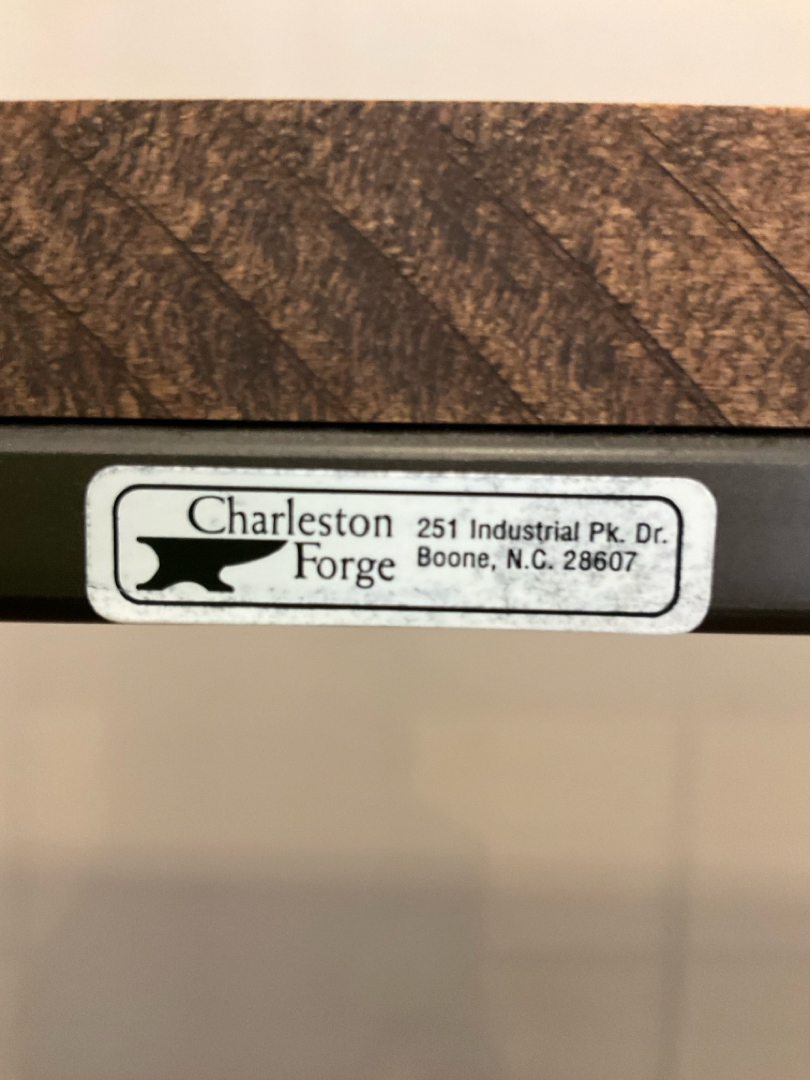 Charleston
Forge
251 Industrial Pk. Dr.
Boone, N.C. 28607